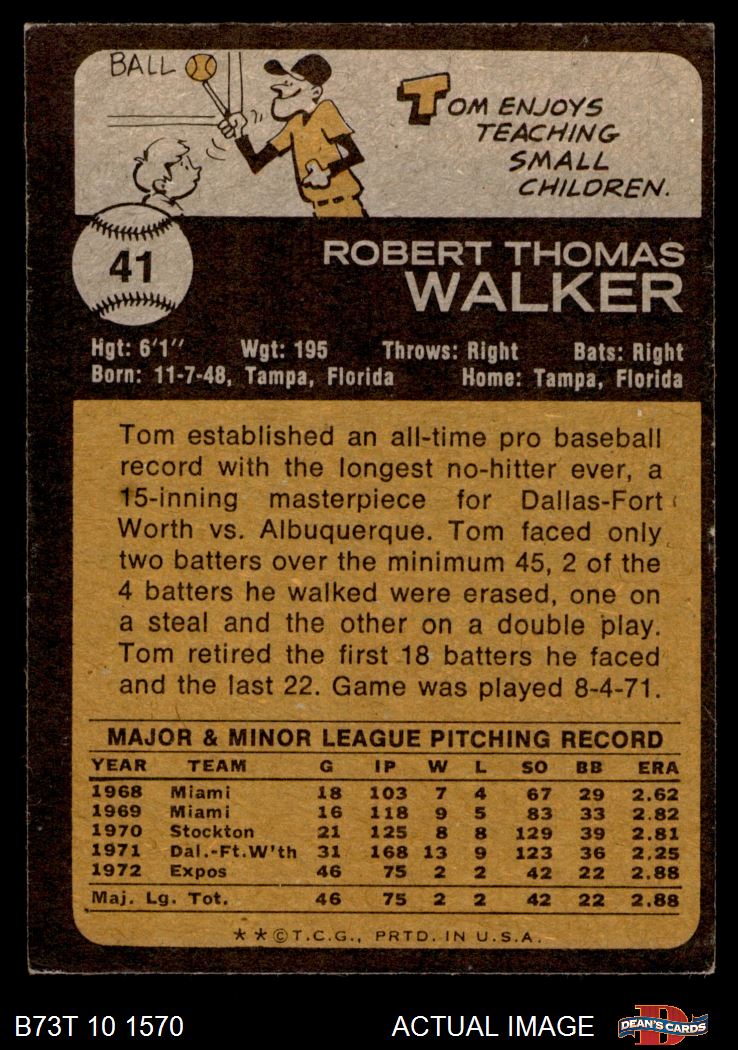 BALL
TOM ENJOYS
TEACHING
SMALL
CHILDREN.
41
ROBERT THOMAS
WALKER
Hgt: 6'1" Wgt: 195 Throws: Right Bats: Right
Born: 11-7-48, Tampa, Florida Home: Tampa, Florida
Tom established an all-time pro baseball
record with the longest no-hitter ever, a
15-inning masterpiece for Dallas-Fort
Worth vs. Albuquerque. Tom faced only
two batters over the minimum 45, 2 of the
4 batters he walked were erased, one on
a steal and the other on a double play.
Tom retired the first 18 batters he faced
and the last 22. Game was played 8-4-71.
MAJOR & MINOR LEAGUE PITCHING RECORD
YEAR TEAM G IP W L SO BB ERA
1968 Miami 18 103 7 4 67 29 2.62
1969 Miami 16 118 9 5 83 33 2.82
1970 Stockton 21 125 8 8 129 39 2.81
1971 Dal.-Ft.W'th 31 168 13 9 123 36 2.25
1972 Expos 46 75 2 2 42 22 2.88
Maj. Lg. Tot. 46 75 2 2 42 22 2.88
**©T.C.G., PRTD. IN U.S.A.
B73T 10 1570 ACTUAL IMAGE D DEAN'S CARDS